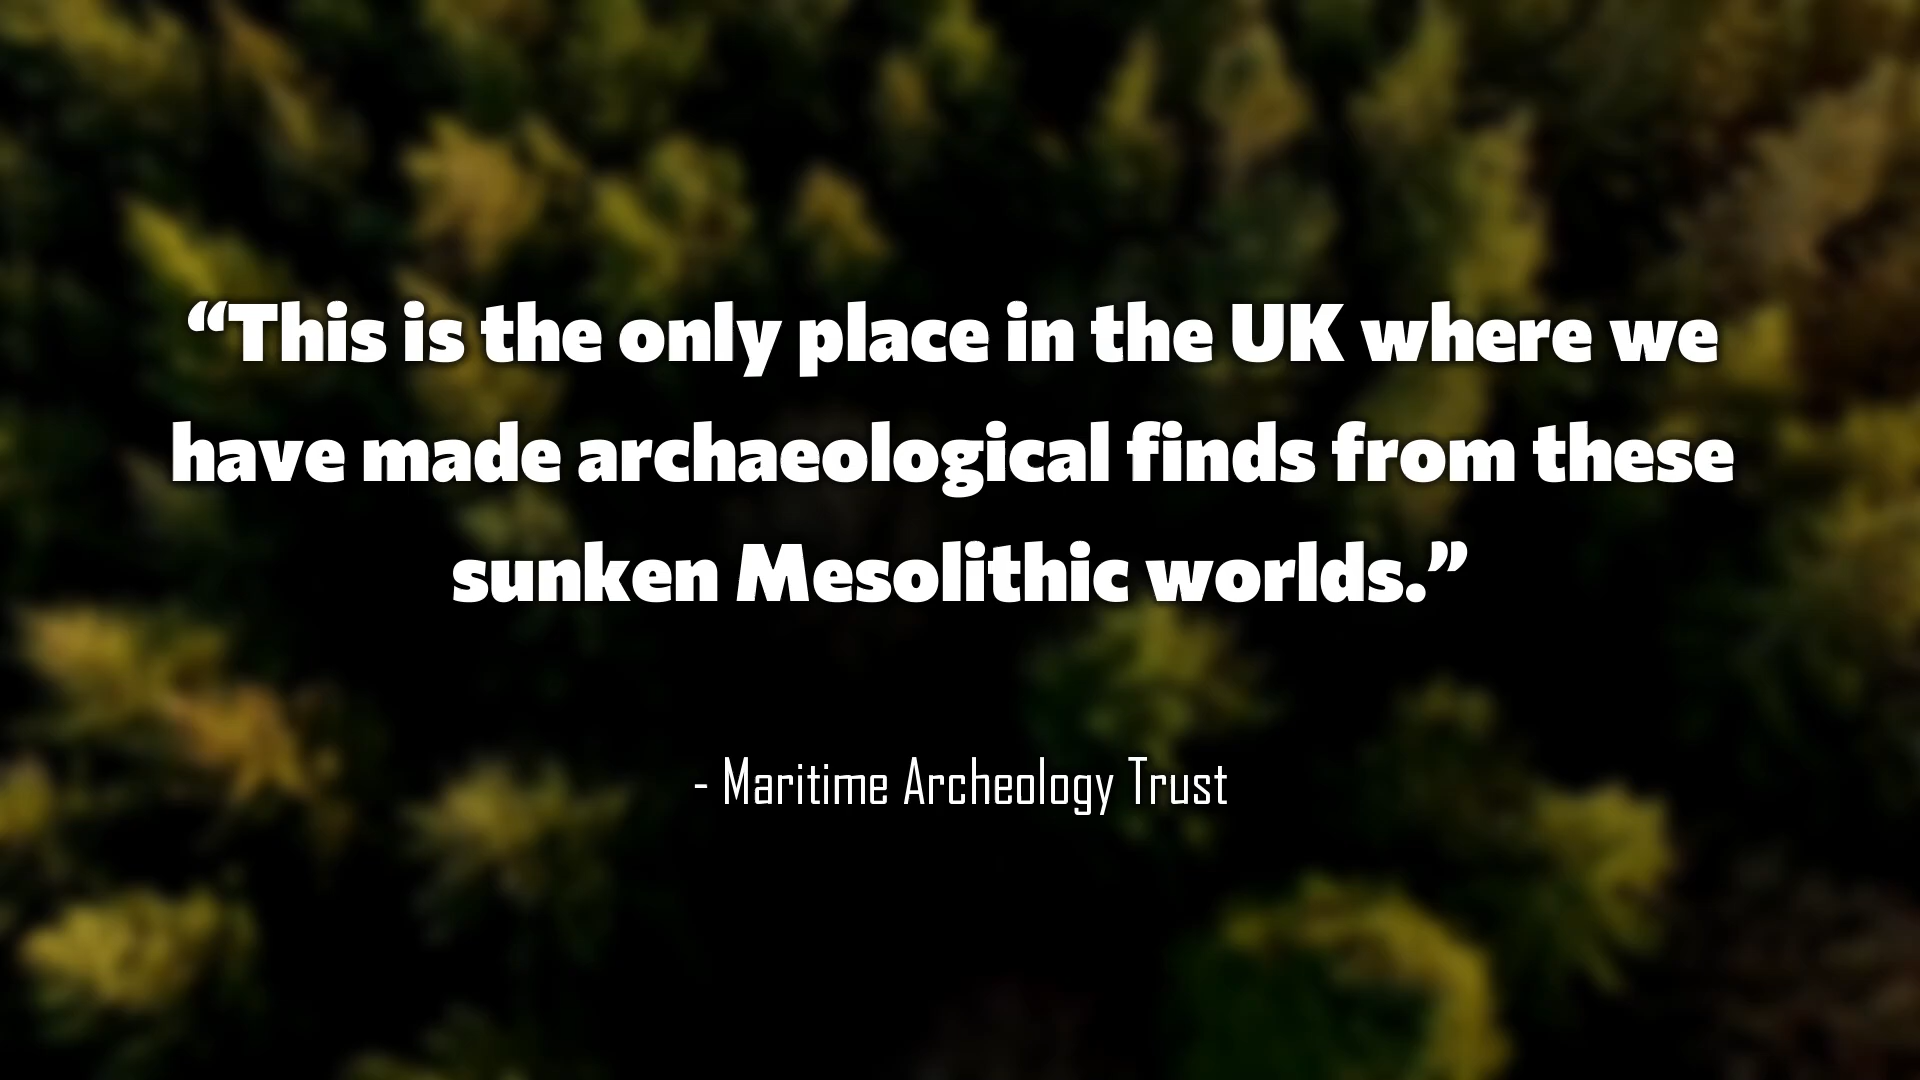 “This is the only place in the UK where we
have made archaeological finds from these
sunken Mesolithic worlds.”
- Maritime Archeology Trust